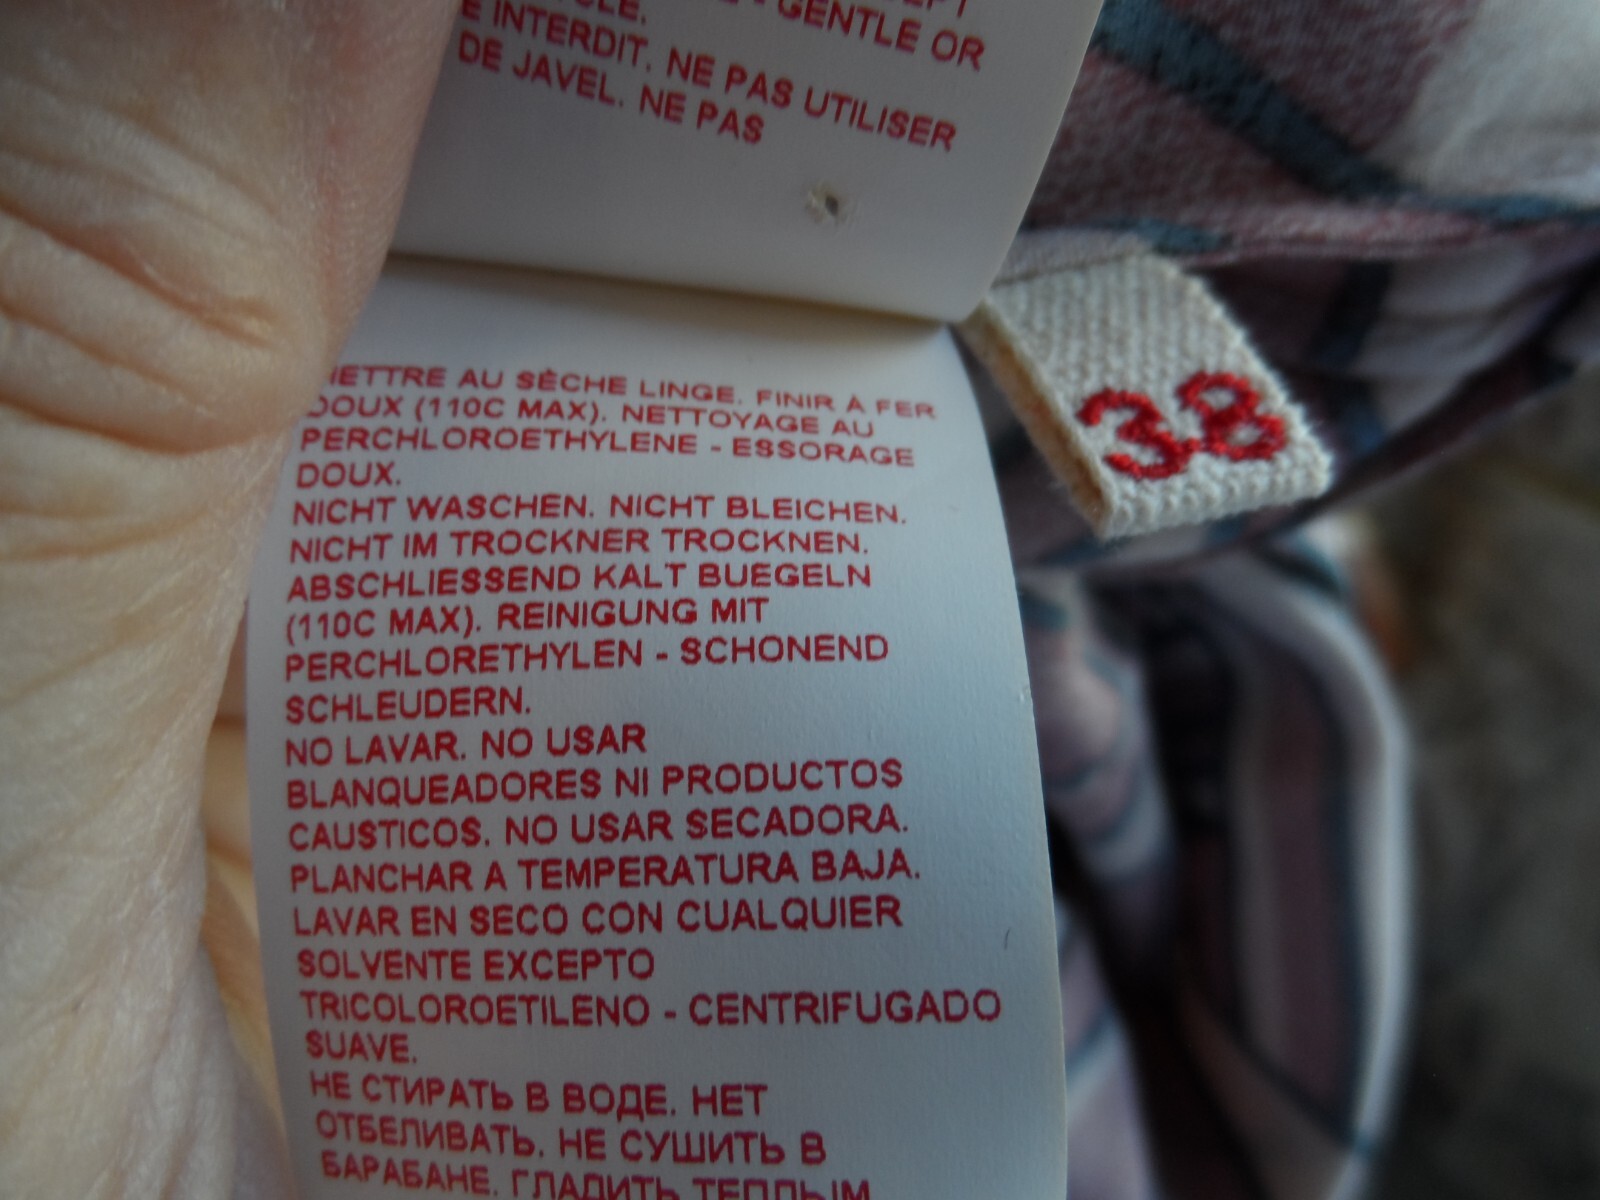 GENTLE OR
E INTERDIT. NE PAS UTILISER
DE JAVEL. NE PAS
METTRE AU SÈCHE LINGE. FINIR À FER
DOUX (110C MAX). NETTOYAGE AU
PERCHLOROETHYLENE - ESSORAGE
DOUX.
NICHT WASCHEN. NICHT BLEICHEN.
NICHT IM TROCKNER TROCKNEN.
ABSCHLIESSEND KALT BUEGELN
(110C MAX). REINIGUNG MIT
PERCHLORETHYLEN - SCHONEND
SCHLEUDERN.
NO LAVAR. NO USAR
BLANQUEADORES NI PRODUCTOS
CAUSTICOS. NO USAR SECADORA.
PLANCHAR A TEMPERATURA BAJA.
LAVAR EN SECO CON CUALQUIER
SOLVENTE EXCEPTO
TRICOLOROETILENO - CENTRIFUGADO
SUAVE.
НЕ СТИРАТЬ В ВОДЕ. НЕТ
ОТБЕЛИВАТЬ. НЕ СУШИТЬ В
БАРАБАНЕ. ГЛАДИТЬ ТЕПЛЫМ
38